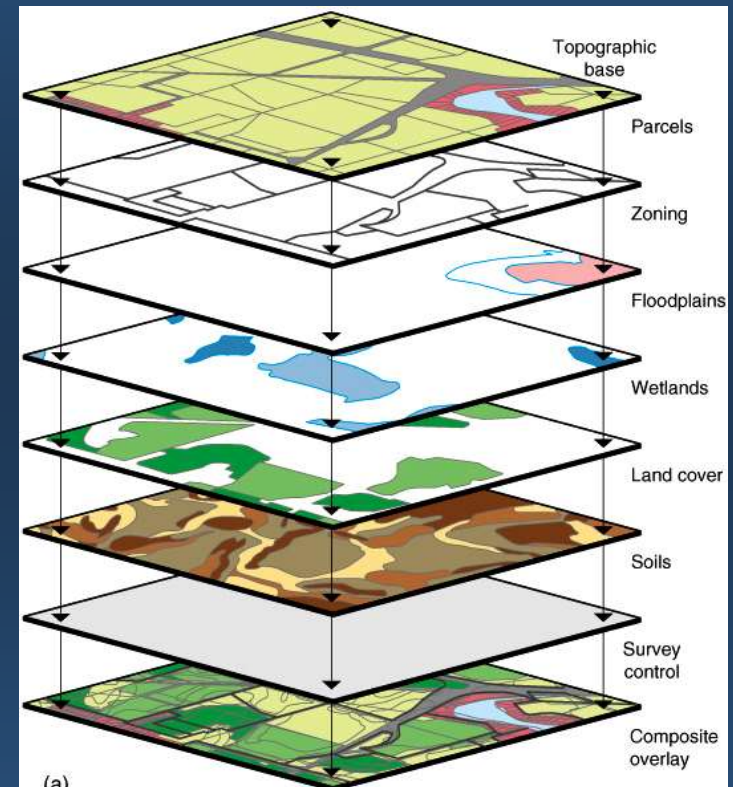 Topographic
base
Parcels
Zoning
Floodplains
Wetlands
Land cover
Soils
Survey
control
Composite
overlay
(a)